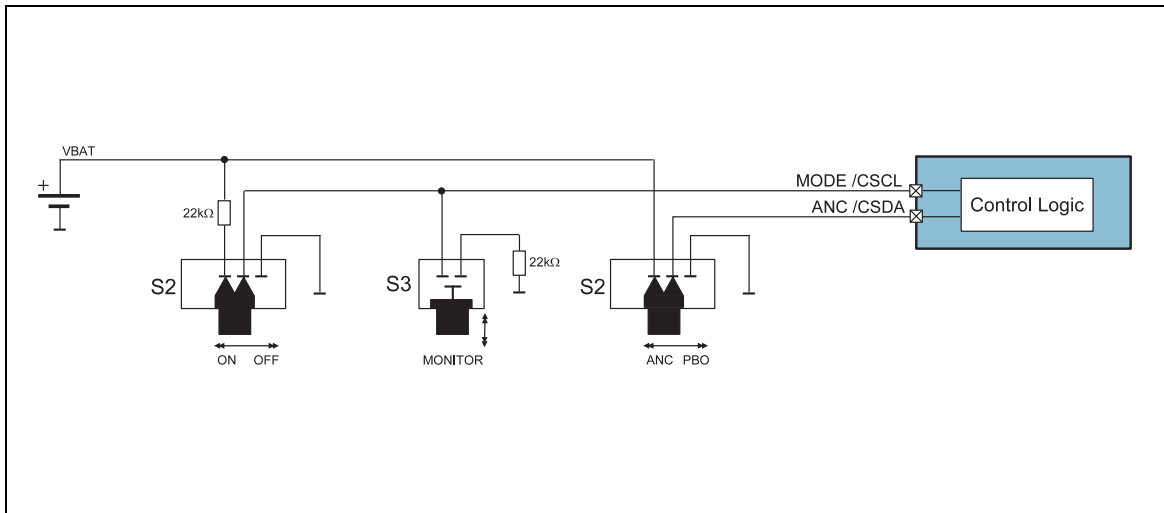 VBAT
+
MODE /CSCL
ANC /CSDA
Control Logic
22kΩ
22kΩ
S2
S3
S2
ON OFF
MONITOR
ANC PBO